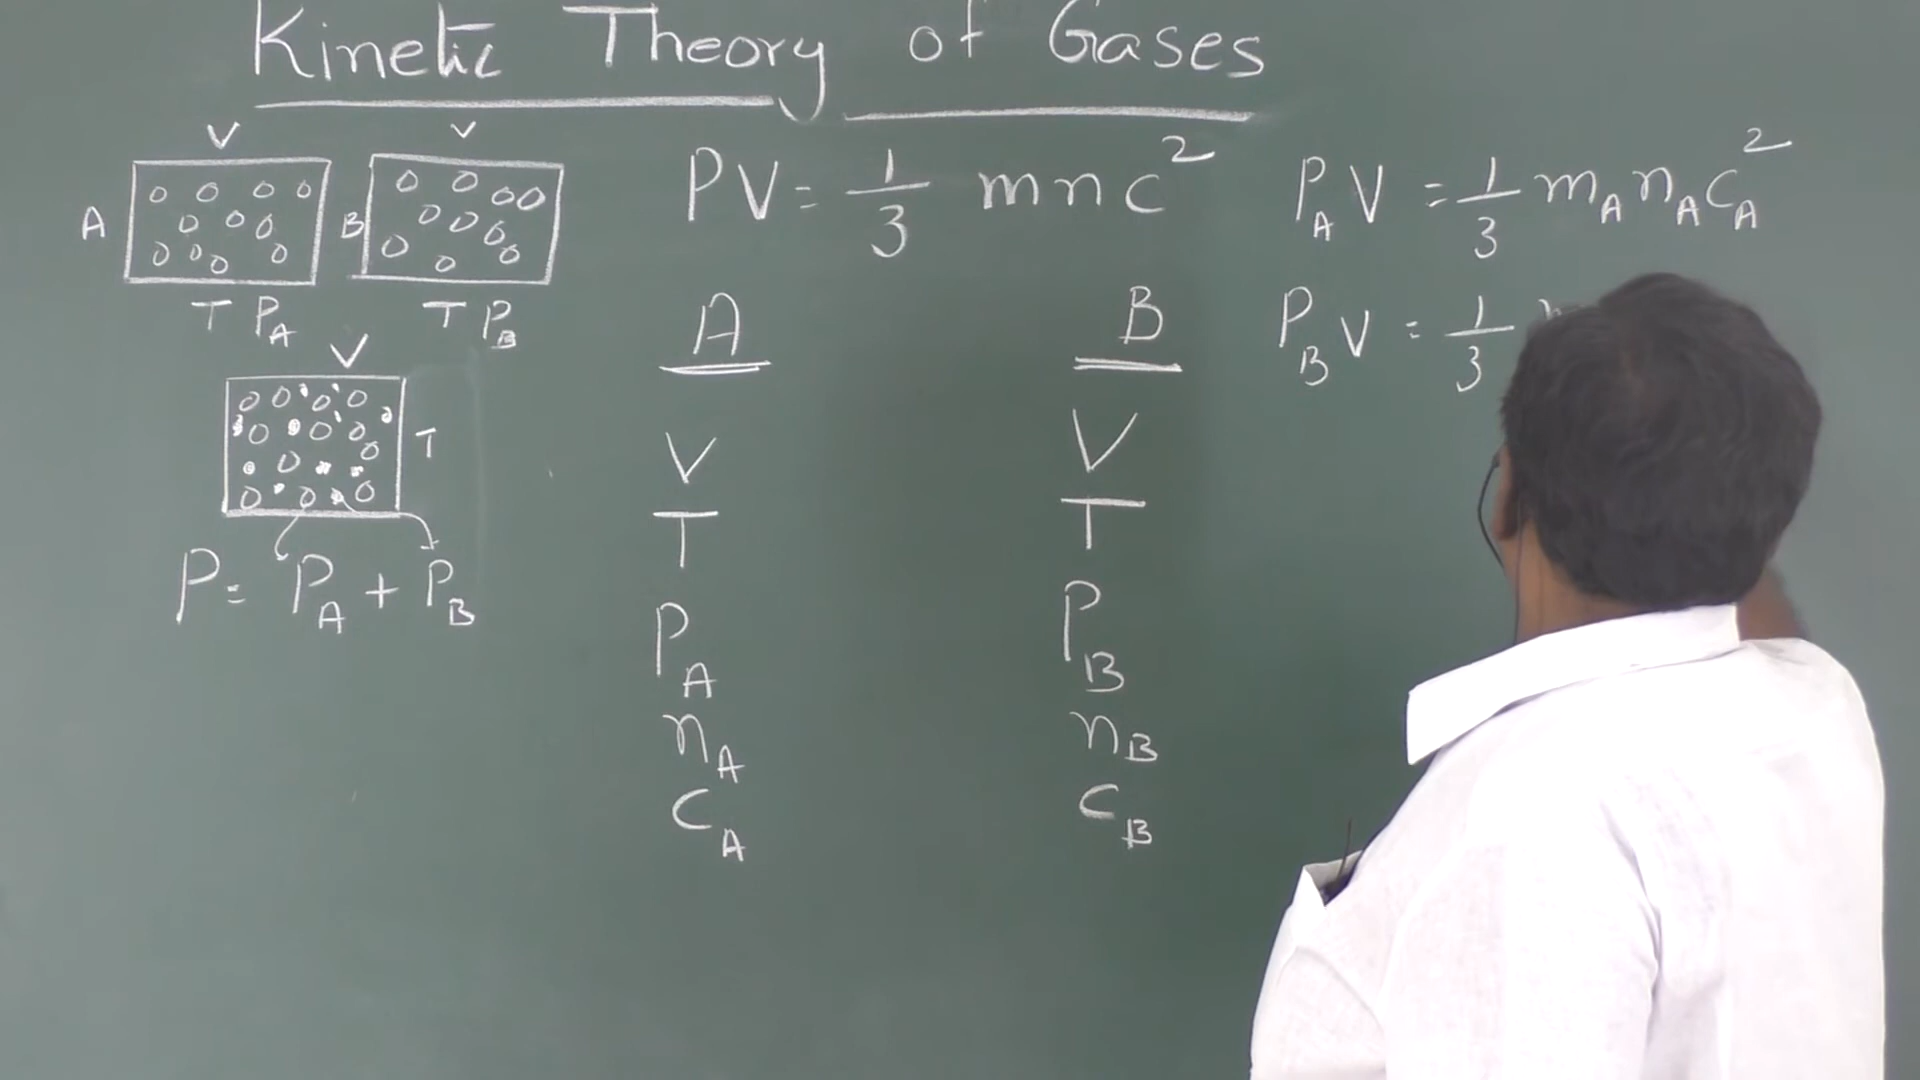 Kinetic Theory of Gases
V V
A B
T P_A T P_B
V
T
P = P_A + P_B
PV = 1/3 mnc²
A B
V V
T T
P_A P_B
n_A n_B
c_A c_B
P_A V = 1/3 m_A n_A c_A²
P_B V = 1/3